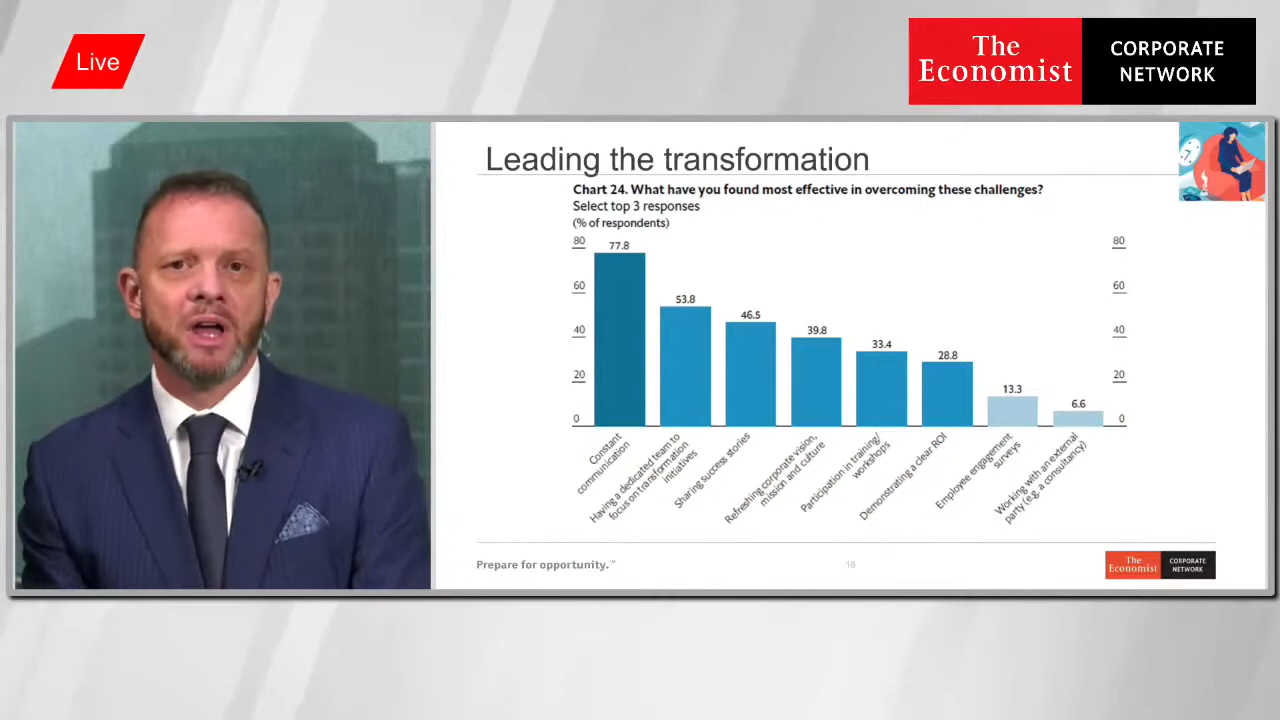 Live
The
Economist
CORPORATE
NETWORK
Leading the transformation
Chart 24. What have you found most effective in overcoming these challenges?
Select top 3 responses
(% of respondents)
80
60
40
20
0
77.8
53.8
46.5
39.8
33.4
28.8
13.3
6.6
80
60
40
20
0
Constant
communication
Having a dedicated team to
focus on transformation
initiatives
Sharing success stories
Refreshing corporate vision,
mission and culture
Participation in training/
workshops
Demonstrating a clear ROI
Employee engagement
surveys
Working with an external
party (e.g. a consultancy)
Prepare for opportunity.™
The
Economist
CORPORATE
NETWORK